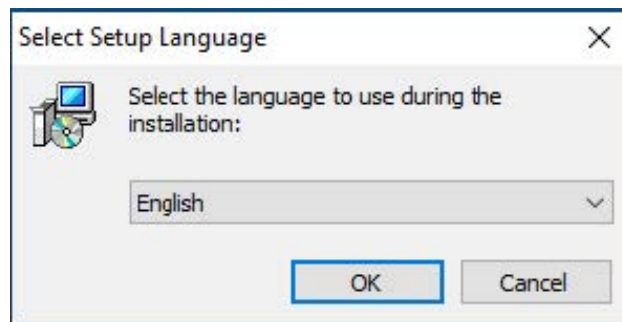 Select Setup Language
Select the language to use during the
installation:
English
OK
Cancel